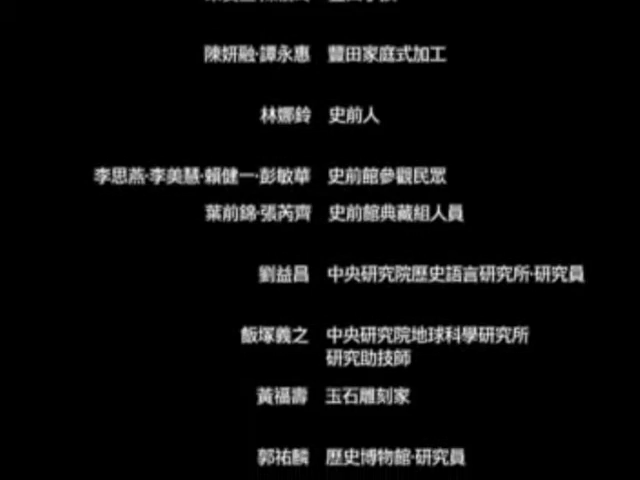 陳妍融·譚永惠 豐田家庭式加工
林娜鈴 史前人
李思燕·李美慧·賴健一·彭敏華 史前館參觀民眾
葉前錦·張芮齊 史前館典藏組人員
劉益昌 中央研究院歷史語言研究所·研究員
飯塚義之 中央研究院地球科學研究所
研究助技師
黃福壽 玉石雕刻家
郭祐麟 歷史博物館·研究員